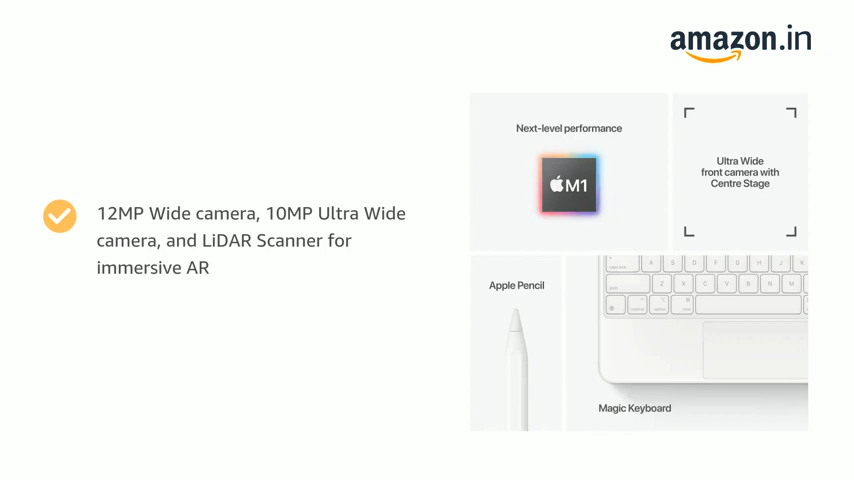 amazon.in
12MP Wide camera, 10MP Ultra Wide
camera, and LiDAR Scanner for
immersive AR
Next-level performance
M1
Ultra Wide
front camera with
Centre Stage
Apple Pencil
A S D F G H J K
Z X C V B N M
Magic Keyboard